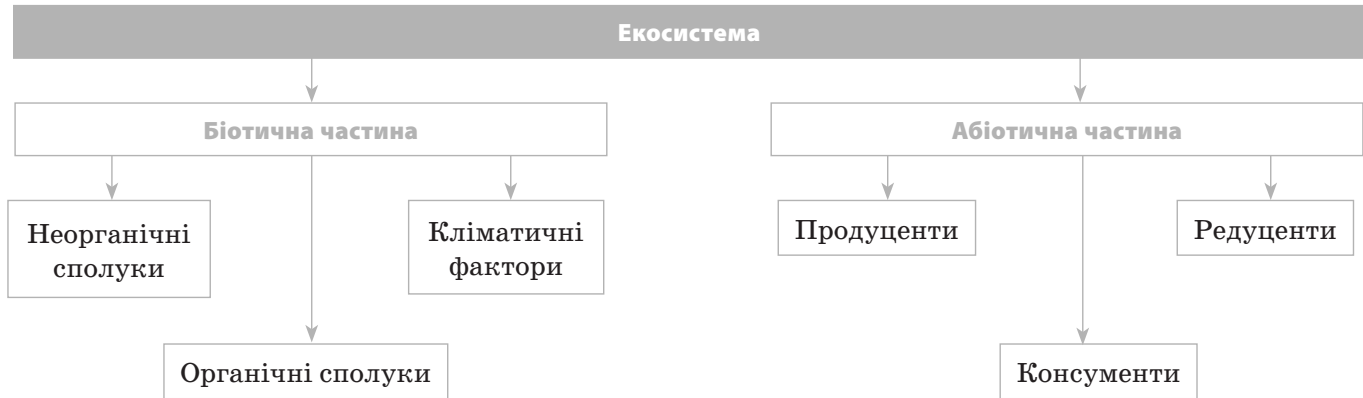 Екосистема
Біотична частина
Абіотична частина
Неорганічні
сполуки
Кліматичні
фактори
Продуценти
Редуценти
Органічні сполуки
Консументи